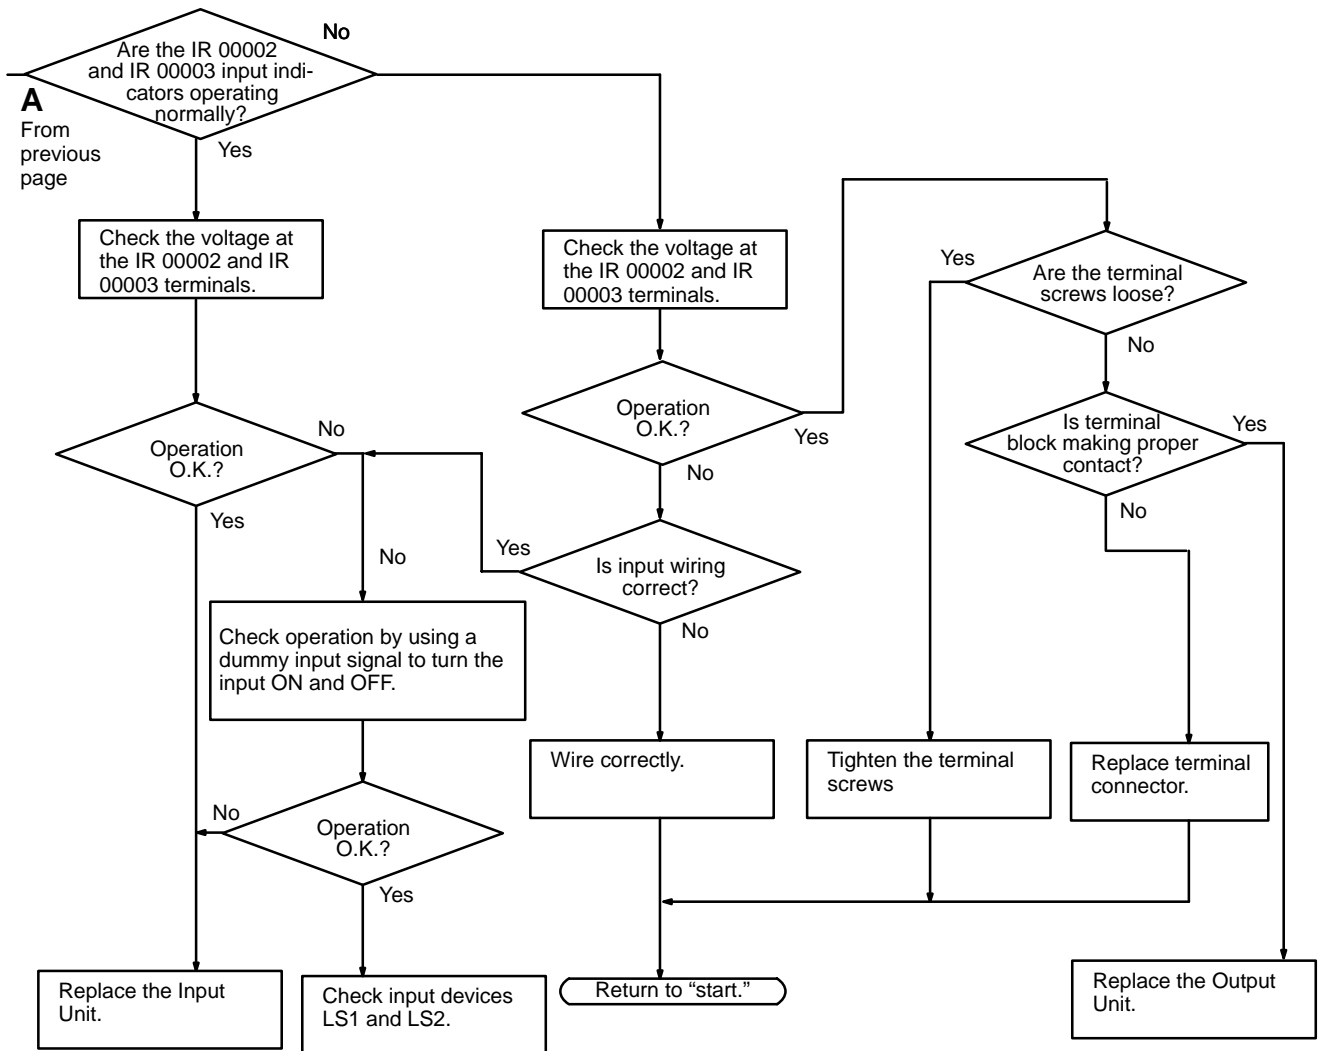 No
Are the IR 00002
and IR 00003 input indi-
cators operating
normally?
A
From
previous
page
Yes
Check the voltage at
the IR 00002 and IR
00003 terminals.
Check the voltage at
the IR 00002 and IR
00003 terminals.
Yes
Are the terminal
screws loose?
No
Operation
O.K.?
Yes
No
Is terminal
block making proper
contact?
Yes
No
Operation
O.K.?
No
Yes
No
Yes
Is input wiring
correct?
No
Check operation by using a
dummy input signal to turn the
input ON and OFF.
Wire correctly.
Tighten the terminal
screws
Replace terminal
connector.
No
Operation
O.K.?
Yes
Replace the Input
Unit.
Check input devices
LS1 and LS2.
Return to “start.”
Replace the Output
Unit.